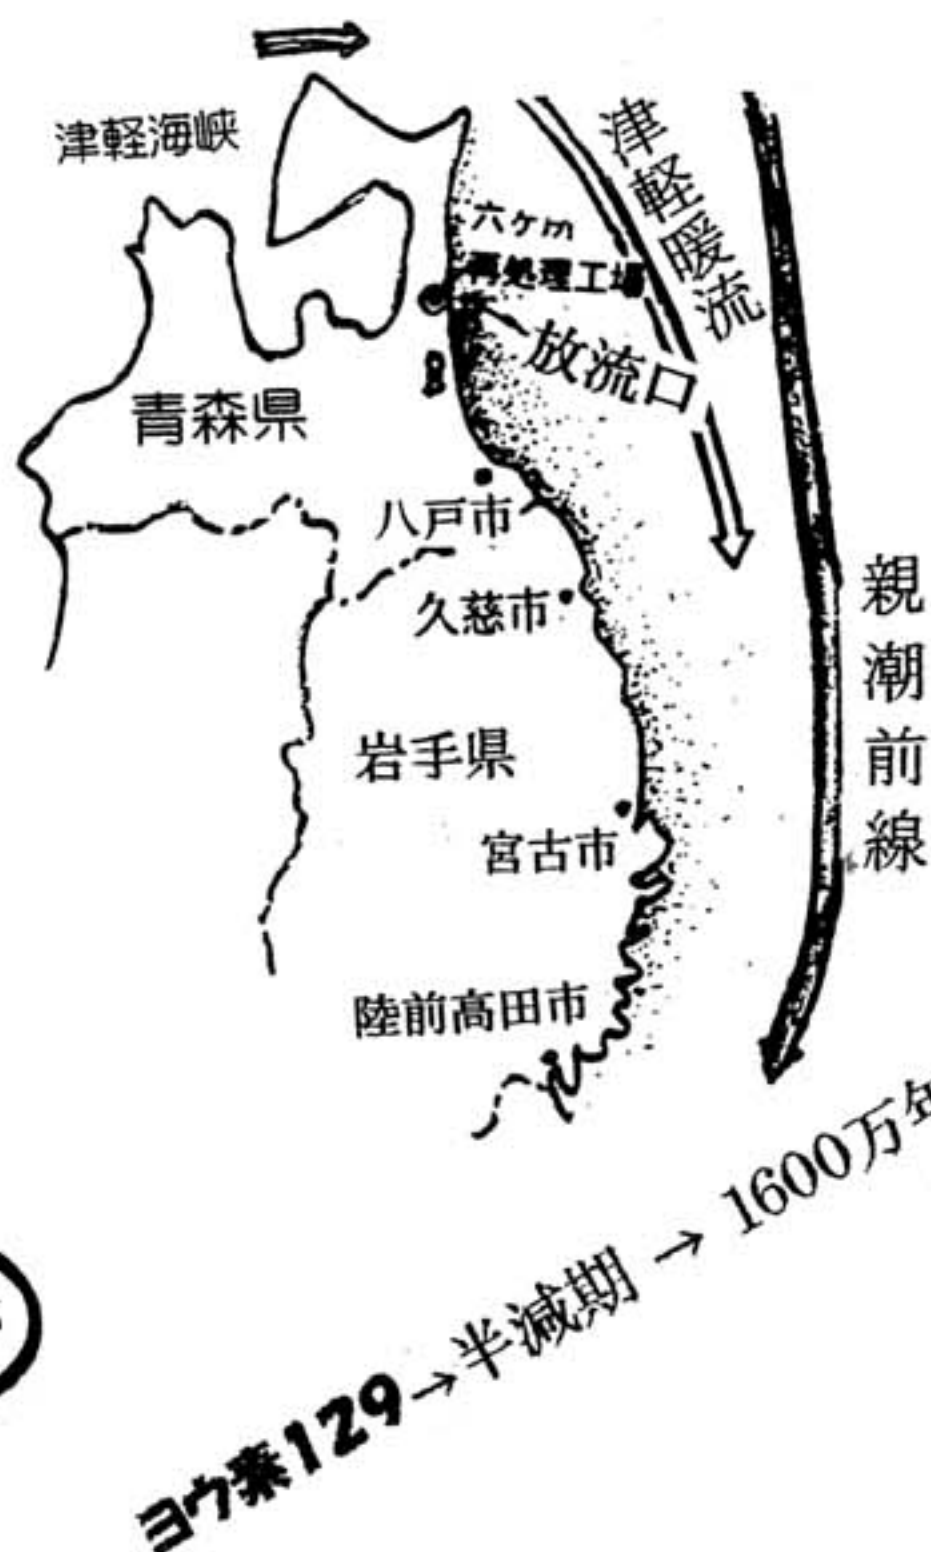 津軽海峡
津軽暖流
六ヶ
再処理工場
放流口
青森県
八戸市
久慈市
親潮前線
岩手県
宮古市
陸前高田市
ヨウ素129→半減期→1600万年